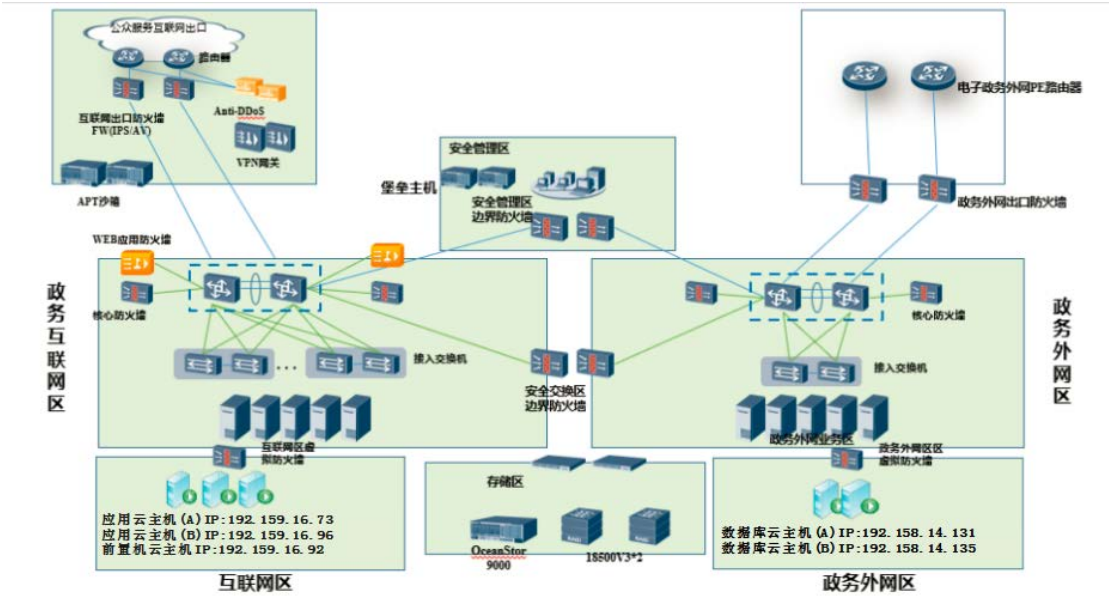 公众服务互联网出口
路由器
互联网出口防火墙
FW(IPS/AV)
Anti-DDoS
VPN网关
APT沙箱
电子政务外网PE路由器
政务外网出口防火墙
安全管理区
堡垒主机
安全管理区
边界防火墙
WEB应用防火墙
核心防火墙
接入交换机
政务互联网区
安全交换区
边界防火墙
核心防火墙
接入交换机
政务外网区
互联网区虚
拟防火墙
政务外网业务区
政务外网区区
虚拟防火墙
应用云主机(A)IP:192.159.16.73
应用云主机(B)IP:192.159.16.96
前置机云主机IP:192.159.16.92
互联网区
存储区
OceanStor
9000
18500V3*2
数据库云主机(A)IP:192.158.14.131
数据库云主机(B)IP:192.158.14.135
政务外网区